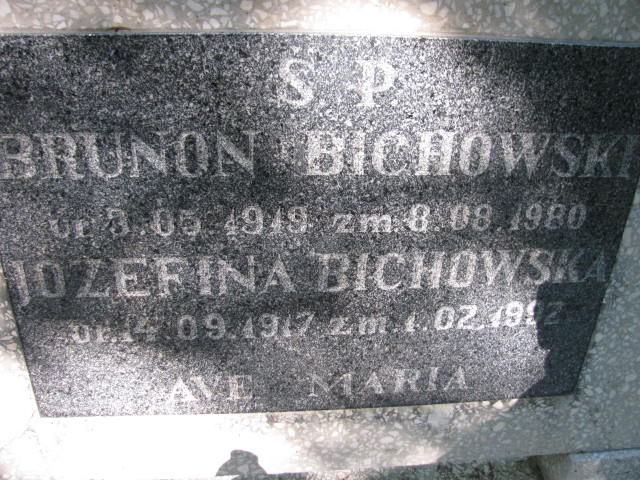 Ś P
BRUNON BICHOWSKI
ur 3.05.1919 zm 8.08.1980
JÓZEFINA BICHOWSKA
ur.14.09.1917 zm.1.02.1992
AVE MARIA